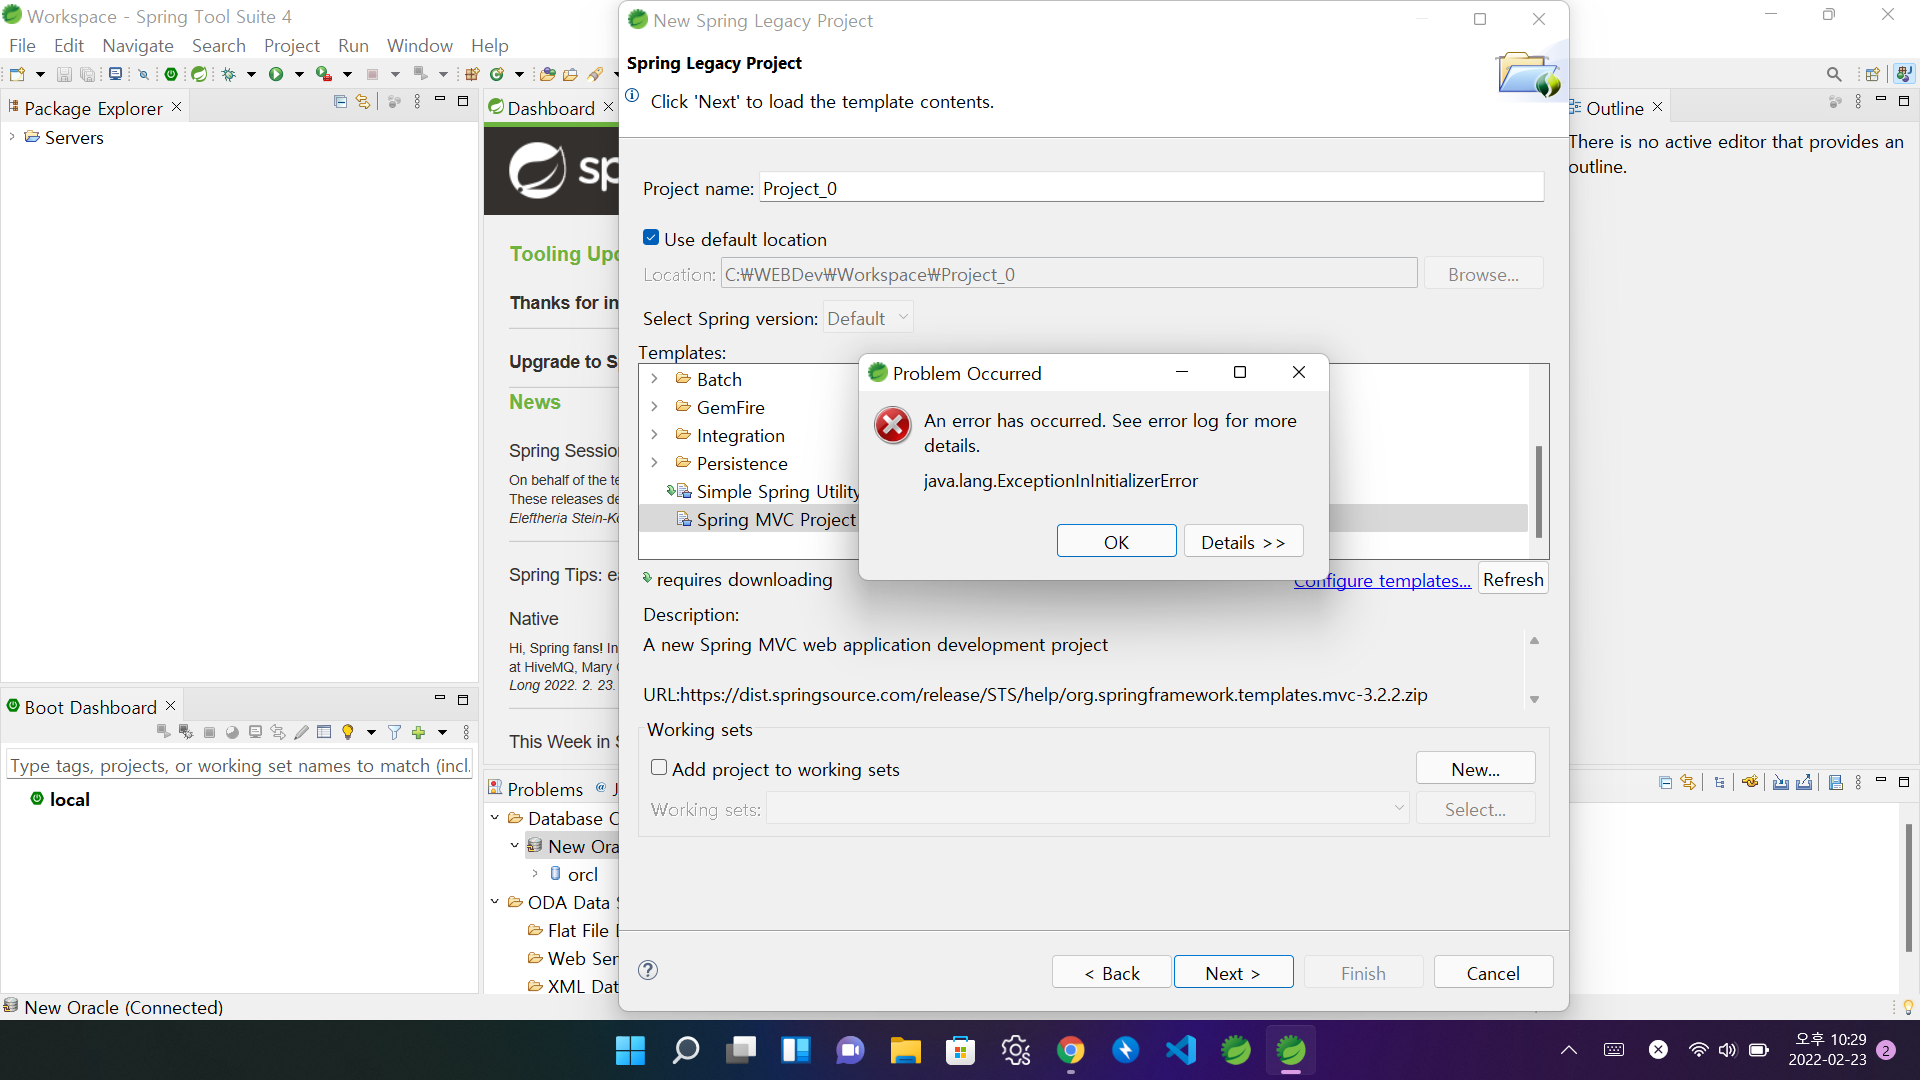 Workspace - Spring Tool Suite 4
File Edit Navigate Search Project Run Window Help
Package Explorer
Servers
Boot Dashboard
Type tags, projects, or working set names to match (incl.
local
New Oracle (Connected)
Dashboard
sp
Tooling Upd
Thanks for in
Upgrade to S
News
Spring Session
On behalf of the te
These releases de
Eleftheria Stein-Ko
Spring Tips: ea
Native
Hi, Spring fans! In
at HiveMQ, Mary G
Long 2022. 2. 23.
This Week in S
Problems @ J
Database C
New Ora
orcl
ODA Data S
Flat File D
Web Ser
XML Dat
New Spring Legacy Project
Spring Legacy Project
Click 'Next' to load the template contents.
Project name: Project_0
Use default location
Location: C:₩WEBDev₩Workspace₩Project_0 Browse...
Select Spring version: Default
Templates:
Batch
GemFire
Integration
Persistence
Simple Spring Utility
Spring MVC Project
requires downloading Configure templates... Refresh
Description:
A new Spring MVC web application development project
URL:https://dist.springsource.com/release/STS/help/org.springframework.templates.mvc-3.2.2.zip
Working sets
Add project to working sets New...
Working sets: Select...
< Back Next > Finish Cancel
Problem Occurred
An error has occurred. See error log for more
details.
java.lang.ExceptionInInitializerError
OK Details >>
Outline
There is no active editor that provides an
outline.
오후 10:29
2022-02-23
2